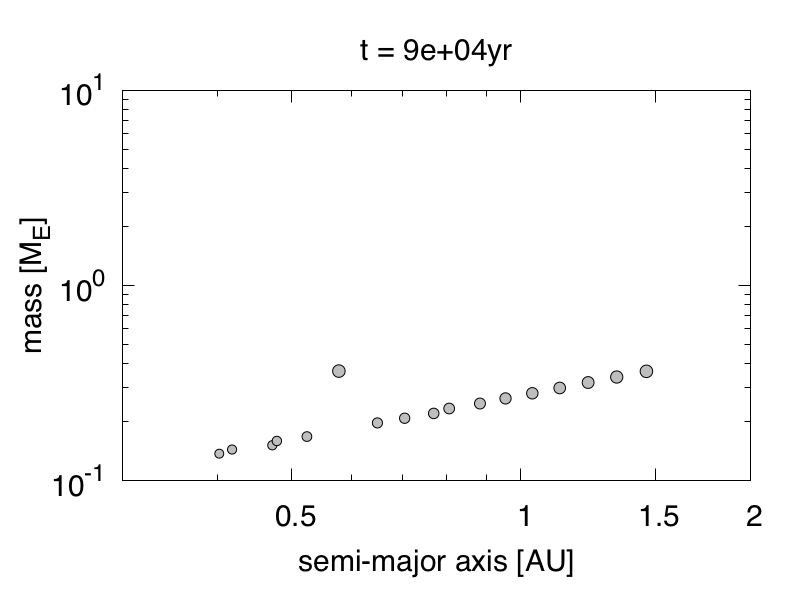 t = 9e+04yr
10^1
10^0
10^-1
mass [M_E]
0.5 1 1.5 2
semi-major axis [AU]